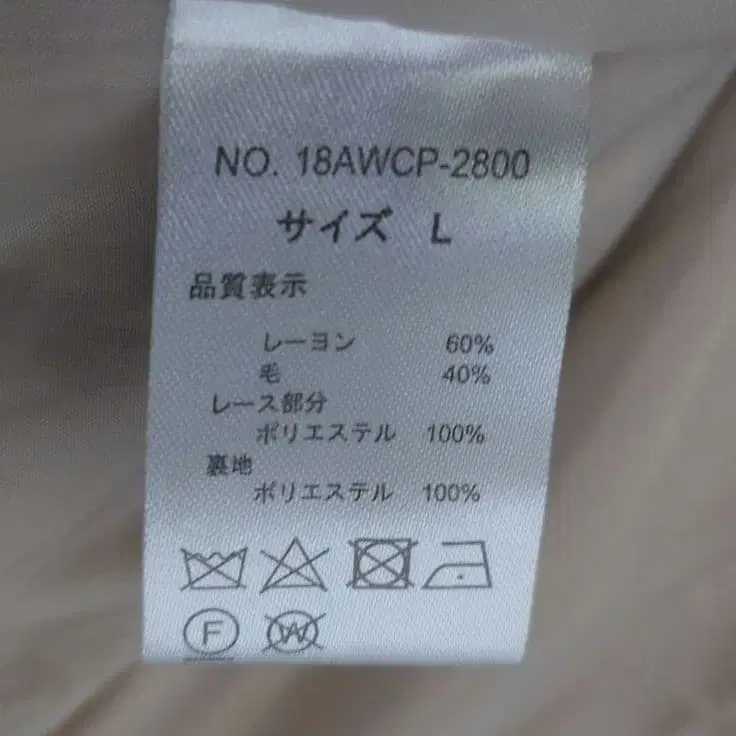 NO. 18AWCP-2800
サイズ L
品質表示
レーヨン 60%
毛 40%
レース部分
ポリエステル 100%
裏地
ポリエステル 100%
F W